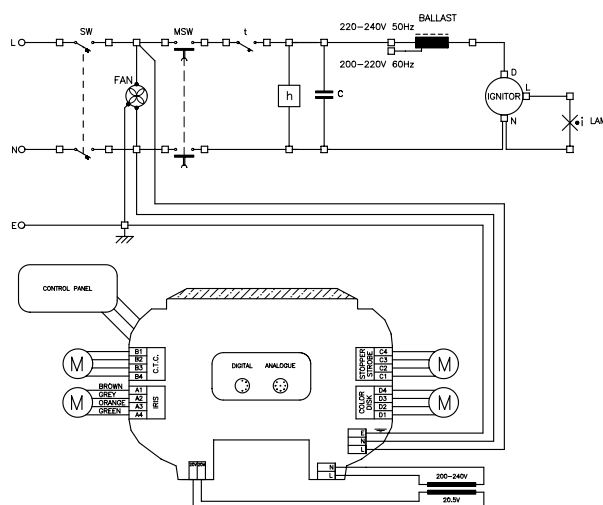 BALLAST
220-240V 50Hz
200-220V 60Hz
L
SW
MSW
t
FAN
h
C
D
IGNITOR
L
N
i LAM
N
E
CONTROL PANEL
B1
B2
B3
B4
C.T.C.
BROWN
GREY
ORANGE
GREEN
A1
A2
A3
A4
IRIS
M
M
DIGITAL ANALOGUE
STOPPER
STROBE
C4
C3
C2
C1
COLOR
DISK
D4
D3
D2
D1
M
M
E
N
L
N
L
200-240V
20.5V